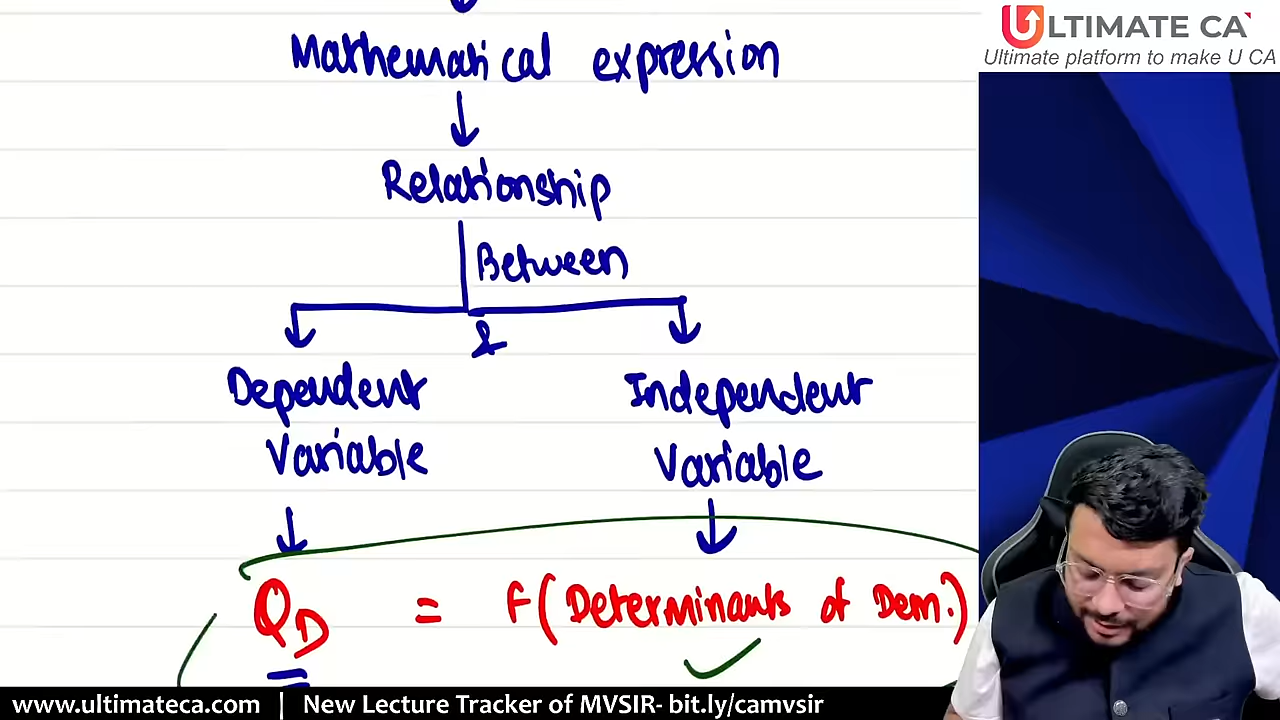 ULTIMATE CA
Ultimate platform to make U CA
Mathematical expression
Relationship
Between
&
Dependent Variable
Independent Variable
QD = F(Determinants of Dem.)
www.ultimateca.com | New Lecture Tracker of MVSIR- bit.ly/camvsir